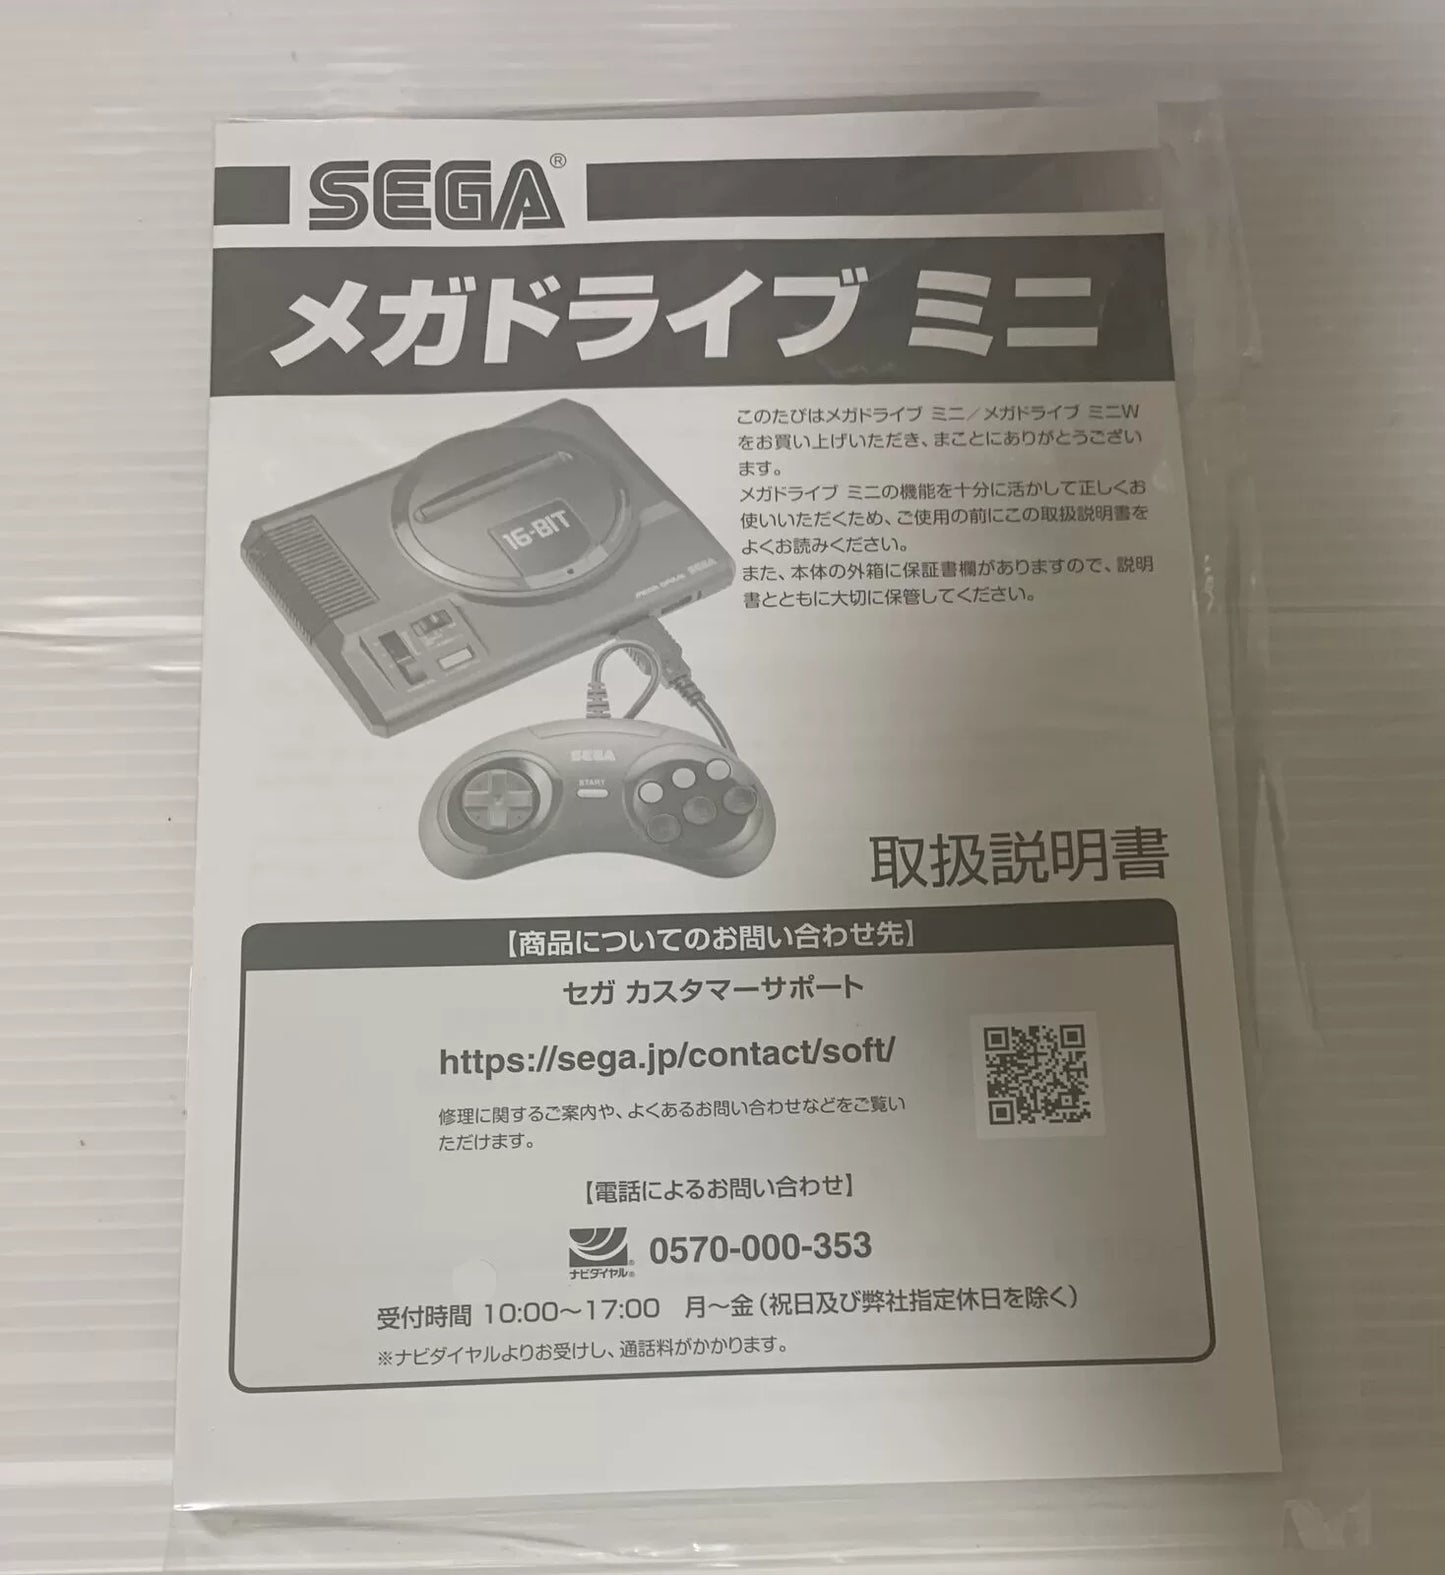 SEGA®
メガドライブ ミニ
このたびはメガドライブ ミニ／メガドライブ ミニW
をお買い上げいただき、まことにありがとうござい
ます。
メガドライブ ミニの機能を十分に活かして正しくお
使いいただくため、ご使用の前にこの取扱説明書を
よくお読みください。
また、本体の外箱に保証書欄がありますので、説明
書とともに大切に保管してください。
16-BIT
MEGA DRIVE SEGA
SEGA
START
取扱説明書
【商品についてのお問い合わせ先】
セガ カスタマーサポート
https://sega.jp/contact/soft/
修理に関するご案内や、よくあるお問い合わせなどをご覧い
ただけます。
【電話によるお問い合わせ】
ナビダイヤル® 0570-000-353
受付時間 10:00～17:00 月～金（祝日及び弊社指定休日を除く）
※ナビダイヤルよりお受けし、通話料がかかります。